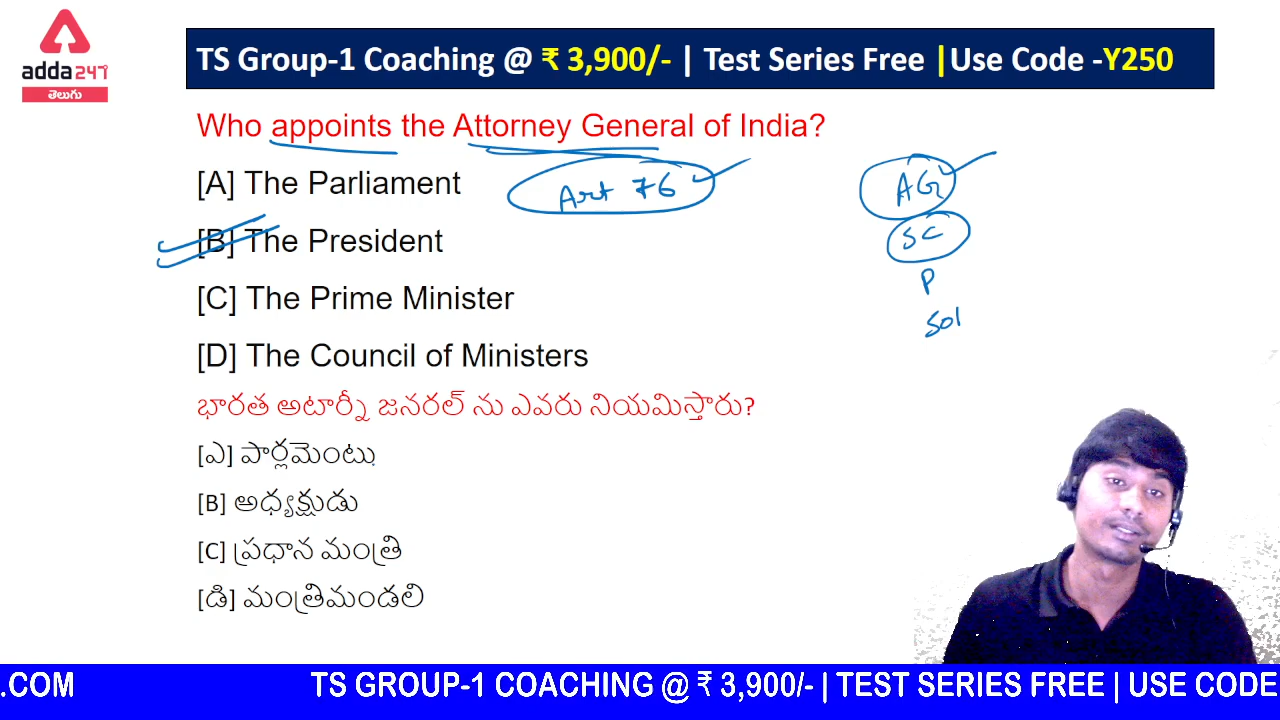 adda247
తెలుగు
TS Group-1 Coaching @ ₹ 3,900/- | Test Series Free |Use Code -Y250
Who appoints the Attorney General of India?
[A] The Parliament
Art 76
AG
[B] The President
SC
P
[C] The Prime Minister
Sol
[D] The Council of Ministers
భారత అటార్నీ జనరల్ ను ఎవరు నియమిస్తారు?
[ఎ] పార్లమెంటు
[B] అధ్యక్షుడు
[C] ప్రధాన మంత్రి
[డి] మంత్రిమండలి
.COM TS GROUP-1 COACHING @ ₹ 3,900/- | TEST SERIES FREE | USE CODE